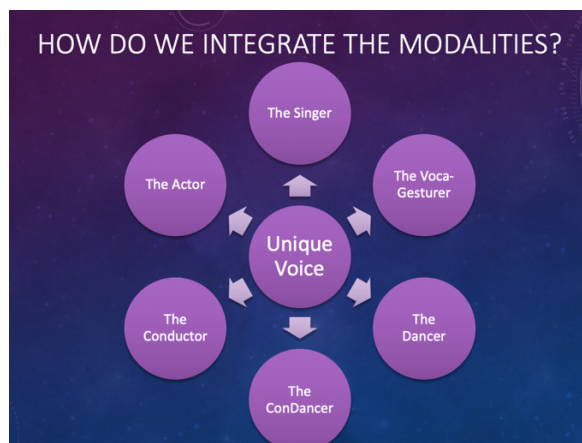 HOW DO WE INTEGRATE THE MODALITIES?
The Singer
The Actor
The Voca-
Gesturer
Unique
Voice
The
Conductor
The
Dancer
The
ConDancer